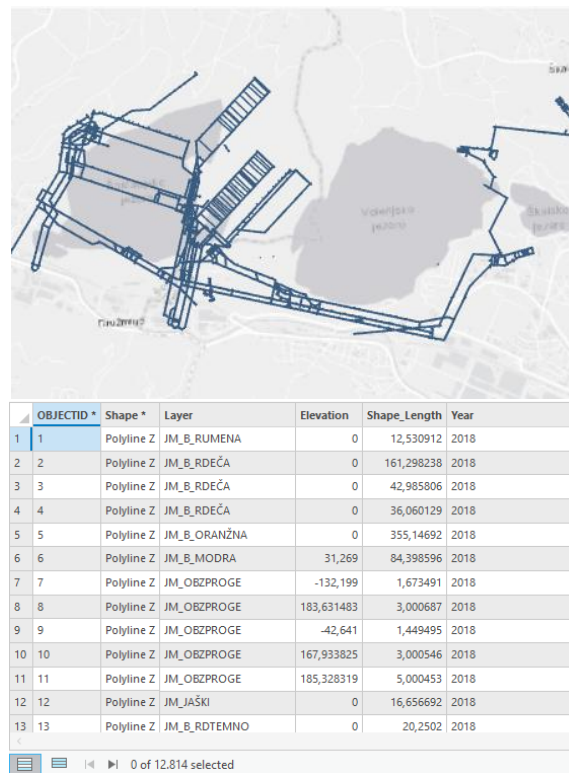 Velenjsko
jezero
OBJECTID * Shape * Layer Elevation Shape_Length Year
1 1 Polyline Z JM_B_RUMENA 0 12,530912 2018
2 2 Polyline Z JM_B_RDEČA 0 161,298238 2018
3 3 Polyline Z JM_B_RDEČA 0 42,985806 2018
4 4 Polyline Z JM_B_RDEČA 0 36,060129 2018
5 5 Polyline Z JM_B_ORANŽNA 0 355,14692 2018
6 6 Polyline Z JM_B_MODRA 31,269 84,398596 2018
7 7 Polyline Z JM_OBZPROGE -132,199 1,673491 2018
8 8 Polyline Z JM_OBZPROGE 183,631483 3,000687 2018
9 9 Polyline Z JM_OBZPROGE -42,641 1,449495 2018
10 10 Polyline Z JM_OBZPROGE 167,933825 3,000546 2018
11 11 Polyline Z JM_OBZPROGE 185,328319 5,000453 2018
12 12 Polyline Z JM_JAŠKI 0 16,656692 2018
13 13 Polyline Z JM_B_RDTEMNO 0 20,2502 2018
0 of 12.814 selected